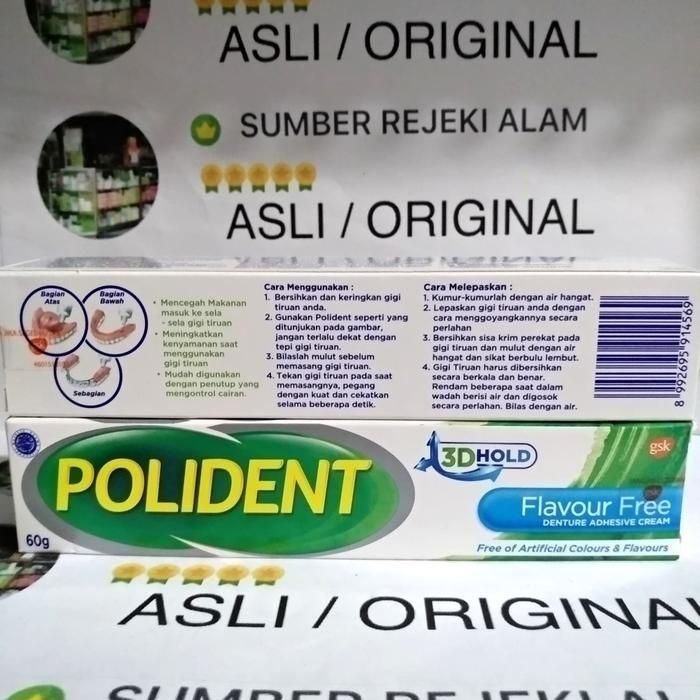 ASLI / ORIGINAL
SUMBER REJEKI ALAM
ASLI / ORIGINAL
Bagian
Atas
Bagian
Bawah
Sebagian
• Mencegah Makanan
masuk ke sela
- sela gigi tiruan
• Meningkatkan
kenyamanan saat
menggunakan
gigi tiruan
• Mudah digunakan
dengan penutup yang
mengontrol cairan.
Cara Menggunakan :
1. Bersihkan dan keringkan gigi
tiruan anda.
2. Gunakan Polident seperti yang
ditunjukan pada gambar,
jangan terlalu dekat dengan
tepi gigi tiruan.
3. Bilaslah mulut sebelum
memasang gigi tiruan.
4. Tekan gigi tiruan pada saat
memasangnya, pegang
dengan kuat dan cekatkan
selama beberapa detik.
Cara Melepaskan :
1. Kumur-kumurlah dengan air hangat.
2. Lepaskan gigi tiruan anda dengan
cara menggoyangkannya secara
perlahan
3. Bersihkan sisa krim perekat pada
gigi tiruan dan mulut dengan air
hangat dan sikat berbulu lembut.
4. Gigi Tiruan harus dibersihkan
secara berkala dan benar.
Rendam beberapa saat dalam
wadah berisi air dan digosok
secara perlahan. Bilas dengan air.
8 992695 914569
POLIDENT
60g
3DHOLD
gsk
Flavour Free
DENTURE ADHESIVE CREAM
Free of Artificial Colours & Flavours
ASLI / ORIGINA